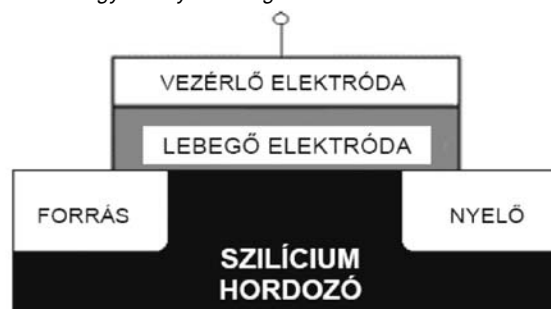 VEZÉRLŐ ELEKTRÓDA
LEBEGŐ ELEKTRÓDA
FORRÁS
NYELŐ
SZILÍCIUM
HORDOZÓ